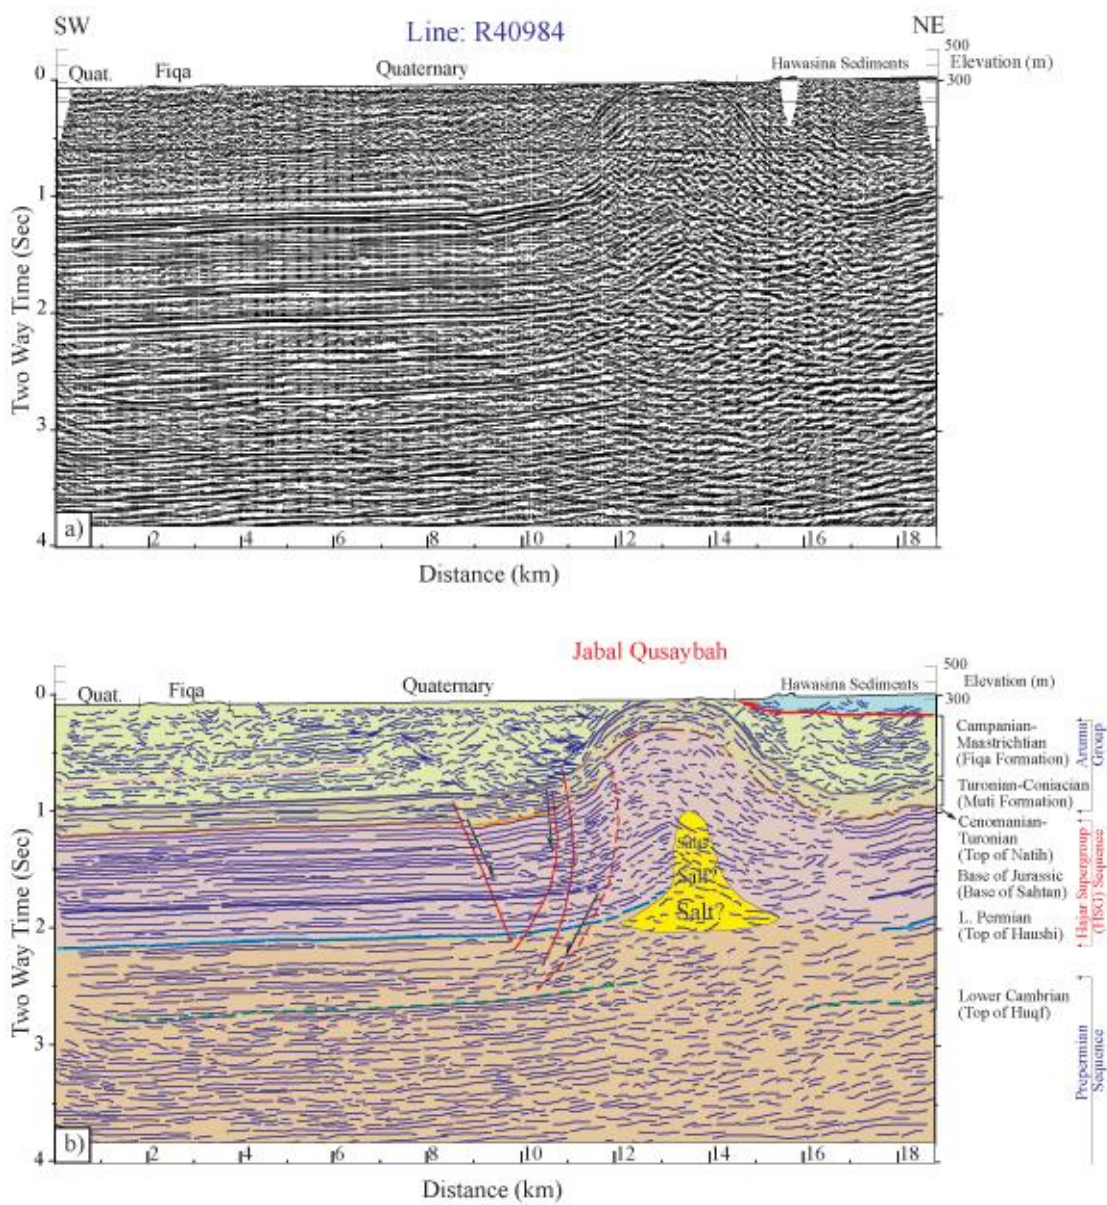 SW
Line: R40984
NE
500
Elevation (m)
300
0
Quat.
Fiqa
Quaternary
Hawasina Sediments
1
2
3
4
Two Way Time (Sec)
a)
2
4
6
8
10
12
14
16
18
Distance (km)
Jabal Qusaybah
500
Elevation (m)
300
0
Quat.
Fiqa
Quaternary
Hawasina Sediments
1
2
3
4
Two Way Time (Sec)
Salt?
Salt?
Salt?
Campanian-
Maastrichtian
(Fiqa Formation)
Turonian-Coniacian
(Muti Formation)
Cenomanian-
Turonian
(Top of Natih)
Base of Jurassic
(Base of Sahtan)
L. Permian
(Top of Haushi)
Lower Cambrian
(Top of Huqf)
Aruma
Group
Hajar Supergroup
(HSG) Sequence
Prepermian
Sequence
b)
2
4
6
8
10
12
14
16
18
Distance (km)